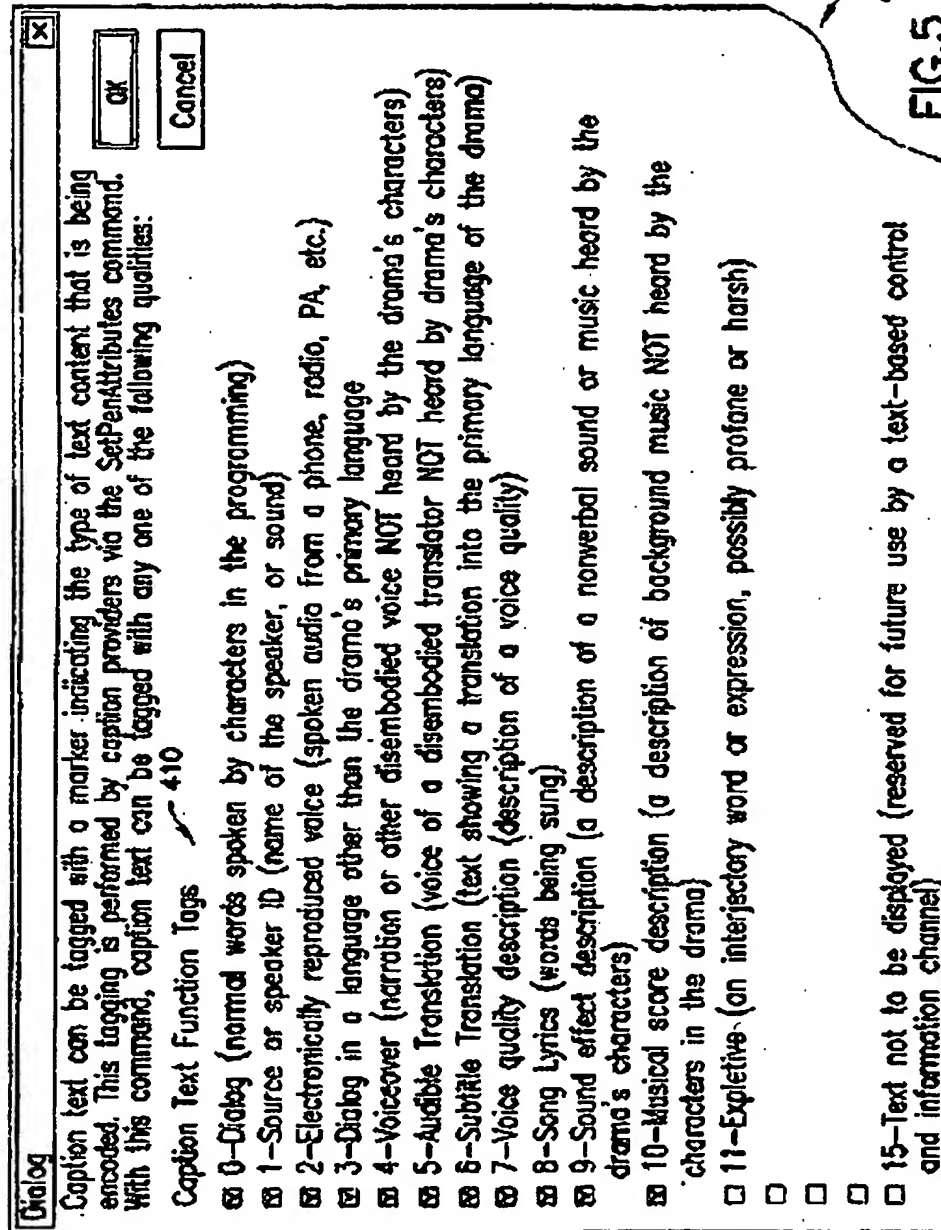 Dialog
Caption text can be tagged with a marker indicating the type of text content that is being
encoded. This tagging is performed by caption providers via the SetPenAttributes command.
With this command, caption text can be tagged with any one of the following qualities:
OK
Cancel
Caption Text Function Tags 410
0-Dialog (normal words spoken by characters in the programming)
1-Source or speaker ID (name of the speaker, or sound)
2-Electronically reproduced voice (spoken audio from a phone, radio, PA, etc.)
3-Dialog in a language other than the drama's primary language
4-Voiceover (narration or other disembodied voice NOT heard by the drama's characters)
5-Audible Translation (voice of a disembodied translator NOT heard by drama's characters)
6-Subtitle Translation (text showing a translation into the primary language of the drama)
7-Voice quality description (description of a voice quality)
8-Song Lyrics (words being sung)
9-Sound effect description (a description of a nonverbal sound or music heard by the
drama's characters)
10-Musical score description (a description of background music NOT heard by the
characters in the drama)
11-Expletive (an interjectory word or expression, possibly profane or harsh)
15-Text not to be displayed (reserved for future use by a text-based control
and information channel)
FIG.5